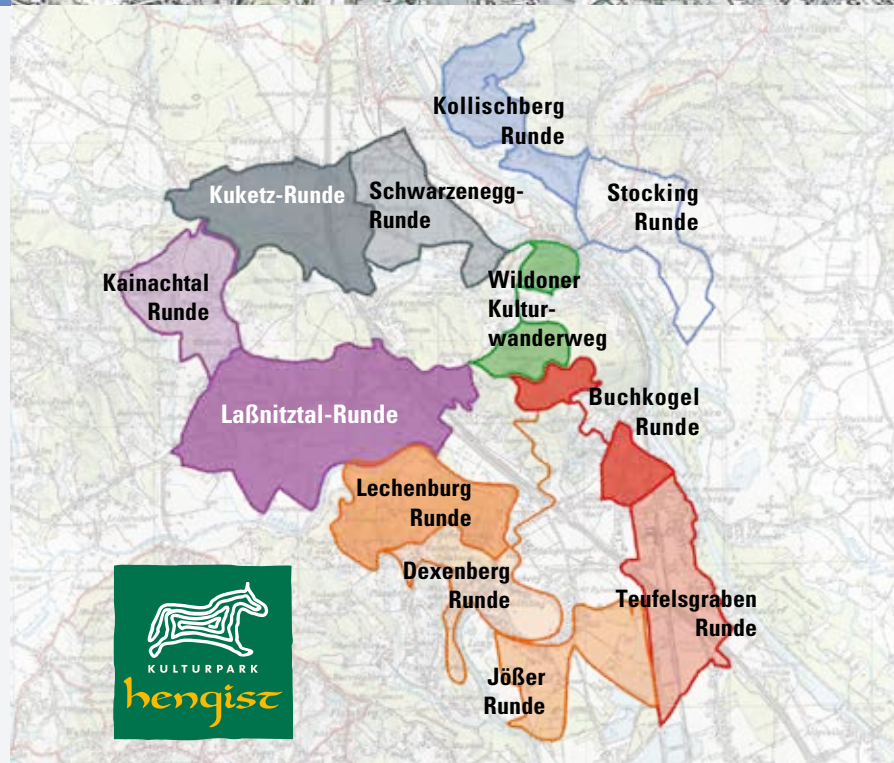 Kollischberg
Runde
Kuketz-Runde
Schwarzenegg-
Runde
Stocking
Runde
Kainachtal
Runde
Wildoner
Kultur-
wanderweg
Buchkogel
Runde
Laßnitztal-Runde
Lechenburg
Runde
Dexenberg
Runde
Teufelsgraben
Runde
Jößer
Runde
KULTURPARK
hengist